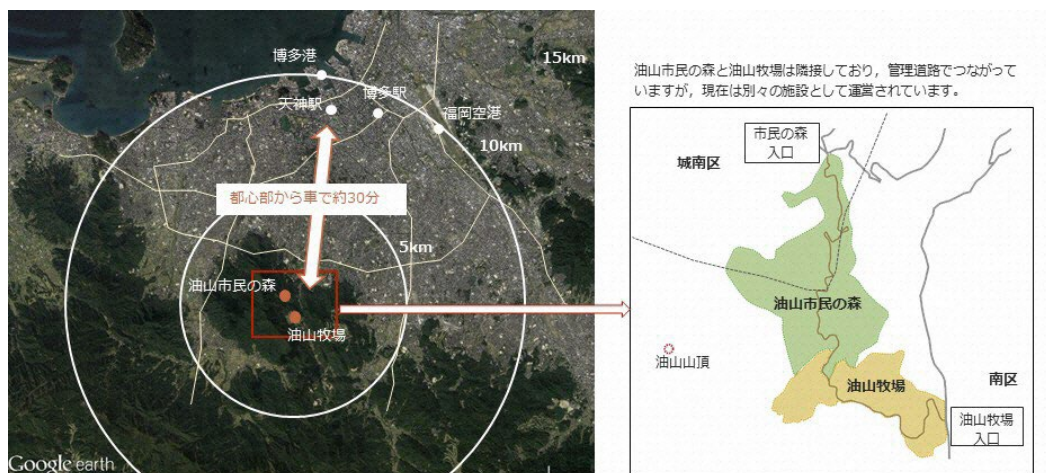 博多港
15km
天神駅
博多駅
福岡空港
10km
都心部から車で約30分
5km
油山市民の森
油山牧場
Google earth
油山市民の森と油山牧場は隣接しており，管理道路でつながって
いますが，現在は別々の施設として運営されています。
市民の森
入口
城南区
油山市民の森
油山山頂
油山牧場
南区
油山牧場
入口